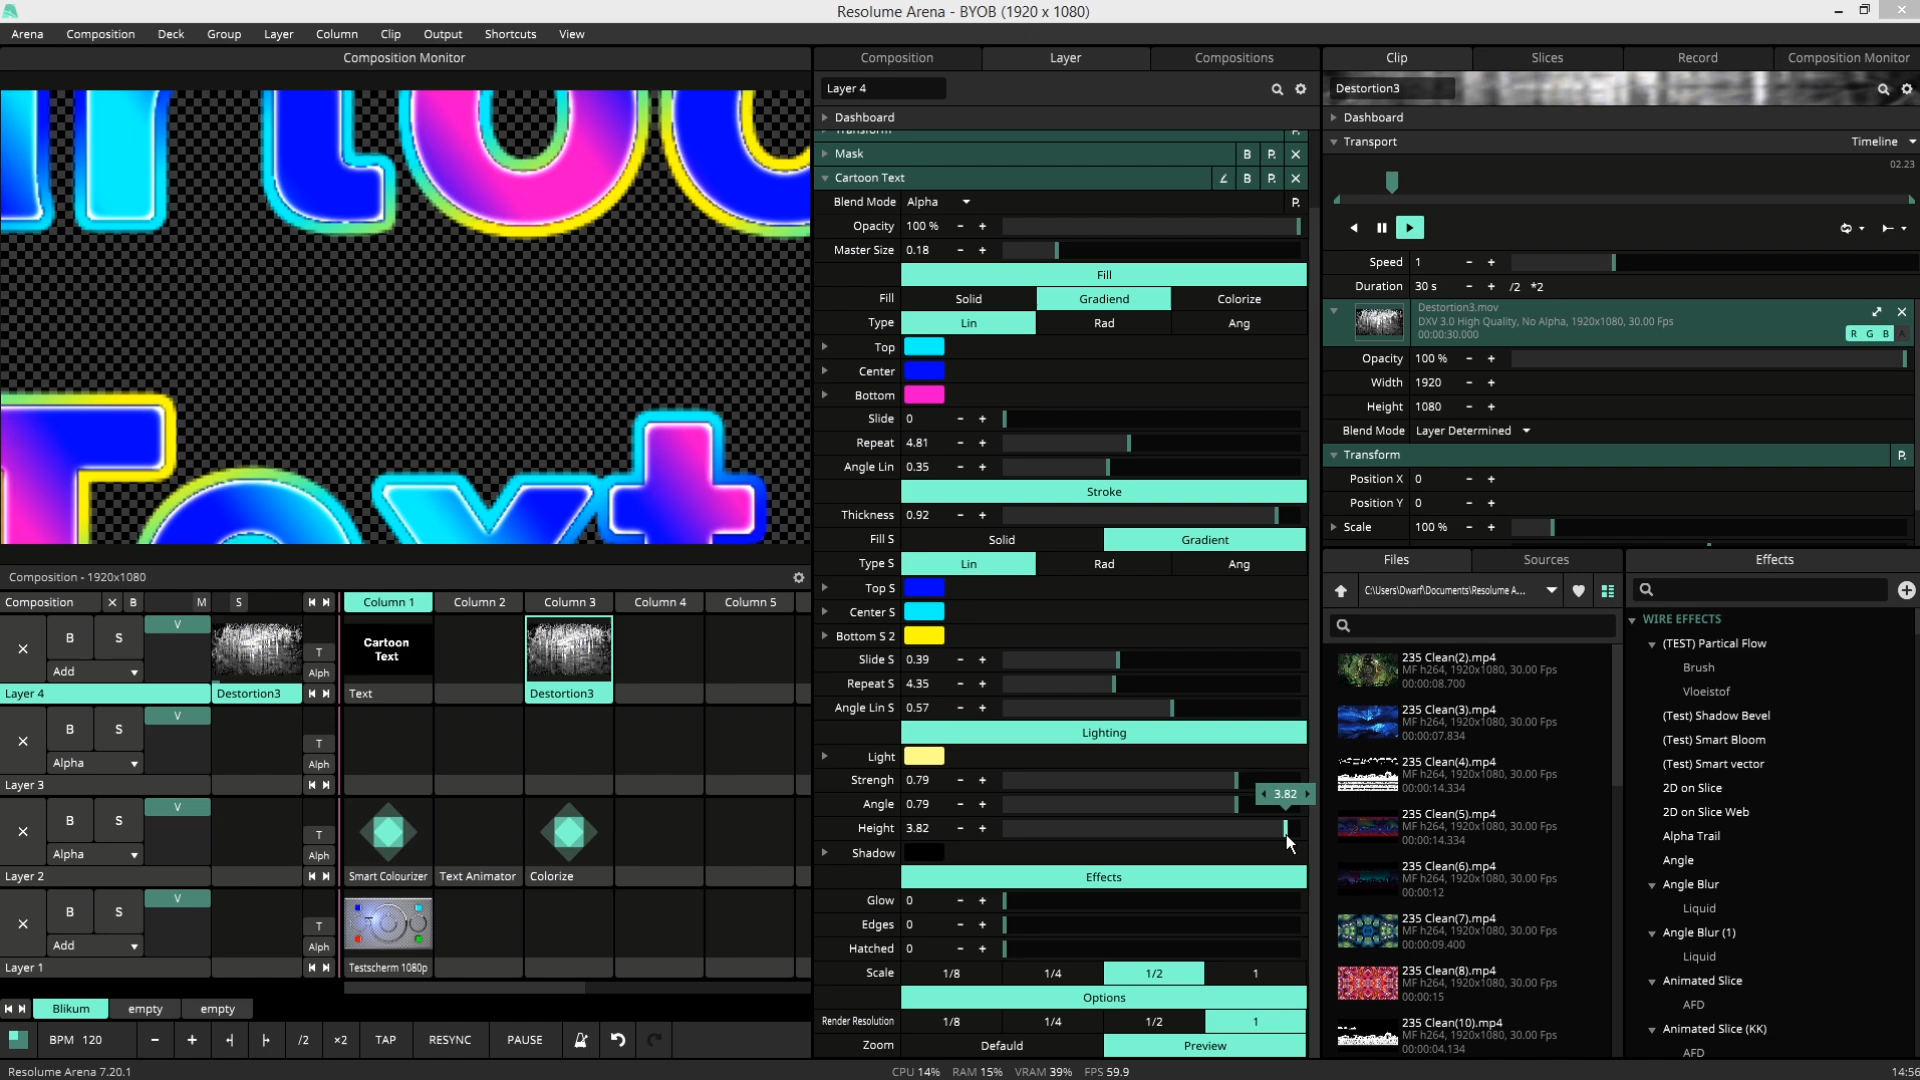 Resolume Arena - BYOB (1920 x 1080)
Arena Composition Deck Group Layer Column Clip Output Shortcuts View
Composition Monitor
Text
Composition - 1920x1080
Composition X B M S Column 1 Column 2 Column 3 Column 4 Column 5
B S V T Cartoon Text
Add Alph
Layer 4 Destortion3 Text Destortion3
B S V T
Alpha Alph
Layer 3
B S V T
Alpha Alph
Layer 2 Smart Colourizer Text Animator Colorize
B S V T
Add Alph
Layer 1 Testscherm 1080p
Blikum empty empty
BPM 120 - + /2 ×2 TAP RESYNC PAUSE
Composition Layer Compositions
Layer 4
Dashboard
Transform P.
Mask B P. X
Cartoon Text B P. X
Blend Mode Alpha P.
Opacity 100 % - +
Master Size 0.18 - +
Fill
Fill Solid Gradiend Colorize
Type Lin Rad Ang
Top
Center
Bottom
Slide 0 - +
Repeat 4.81 - +
Angle Lin 0.35 - +
Stroke
Thickness 0.92 - +
Fill S Solid Gradient
Type S Lin Rad Ang
Top S
Center S
Bottom S 2
Slide S 0.39 - +
Repeat S 4.35 - +
Angle Lin S 0.57 - +
Lighting
Light
Strengh 0.79 - +
3.82
Angle 0.79 - +
Height 3.82 - +
Shadow
Effects
Glow 0 - +
Edges 0 - +
Hatched 0 - +
Scale 1/8 1/4 1/2 1
Options
Render Resolution 1/8 1/4 1/2 1
Zoom Defauld Preview
Clip Slices Record Composition Monitor
Destortion3
Dashboard
Transport Timeline
02.23
Speed 1 - +
Duration 30 s - + /2 *2
Destortion3.mov
DXV 3.0 High Quality, No Alpha, 1920x1080, 30.00 Fps
00:00:30.000 R G B A
Opacity 100 % - +
Width 1920 - +
Height 1080 - +
Blend Mode Layer Determined
Transform P.
Position X 0 - +
Position Y 0 - +
Scale 100 % - +
Files Sources
C:\Users\Dwarf\Documents\Resolume A...
235 Clean(2).mp4
MF h264, 1920x1080, 30.00 Fps
00:00:08.700
235 Clean(3).mp4
MF h264, 1920x1080, 30.00 Fps
00:00:07.834
235 Clean(4).mp4
MF h264, 1920x1080, 30.00 Fps
00:00:14.334
235 Clean(5).mp4
MF h264, 1920x1080, 30.00 Fps
00:00:14.334
235 Clean(6).mp4
MF h264, 1920x1080, 30.00 Fps
00:00:12
235 Clean(7).mp4
MF h264, 1920x1080, 30.00 Fps
00:00:09.400
235 Clean(8).mp4
MF h264, 1920x1080, 30.00 Fps
00:00:15
235 Clean(10).mp4
MF h264, 1920x1080, 30.00 Fps
00:00:04.134
Effects
WIRE EFFECTS
(TEST) Partical Flow
Brush
Vloeistof
(Test) Shadow Bevel
(Test) Smart Bloom
(Test) Smart vector
2D on Slice
2D on Slice Web
Alpha Trail
Angle
Angle Blur
Liquid
Angle Blur (1)
Liquid
Animated Slice
AFD
Animated Slice (KK)
AFD
Resolume Arena 7.20.1 CPU 14% RAM 15% VRAM 39% FPS 59.9 14:56